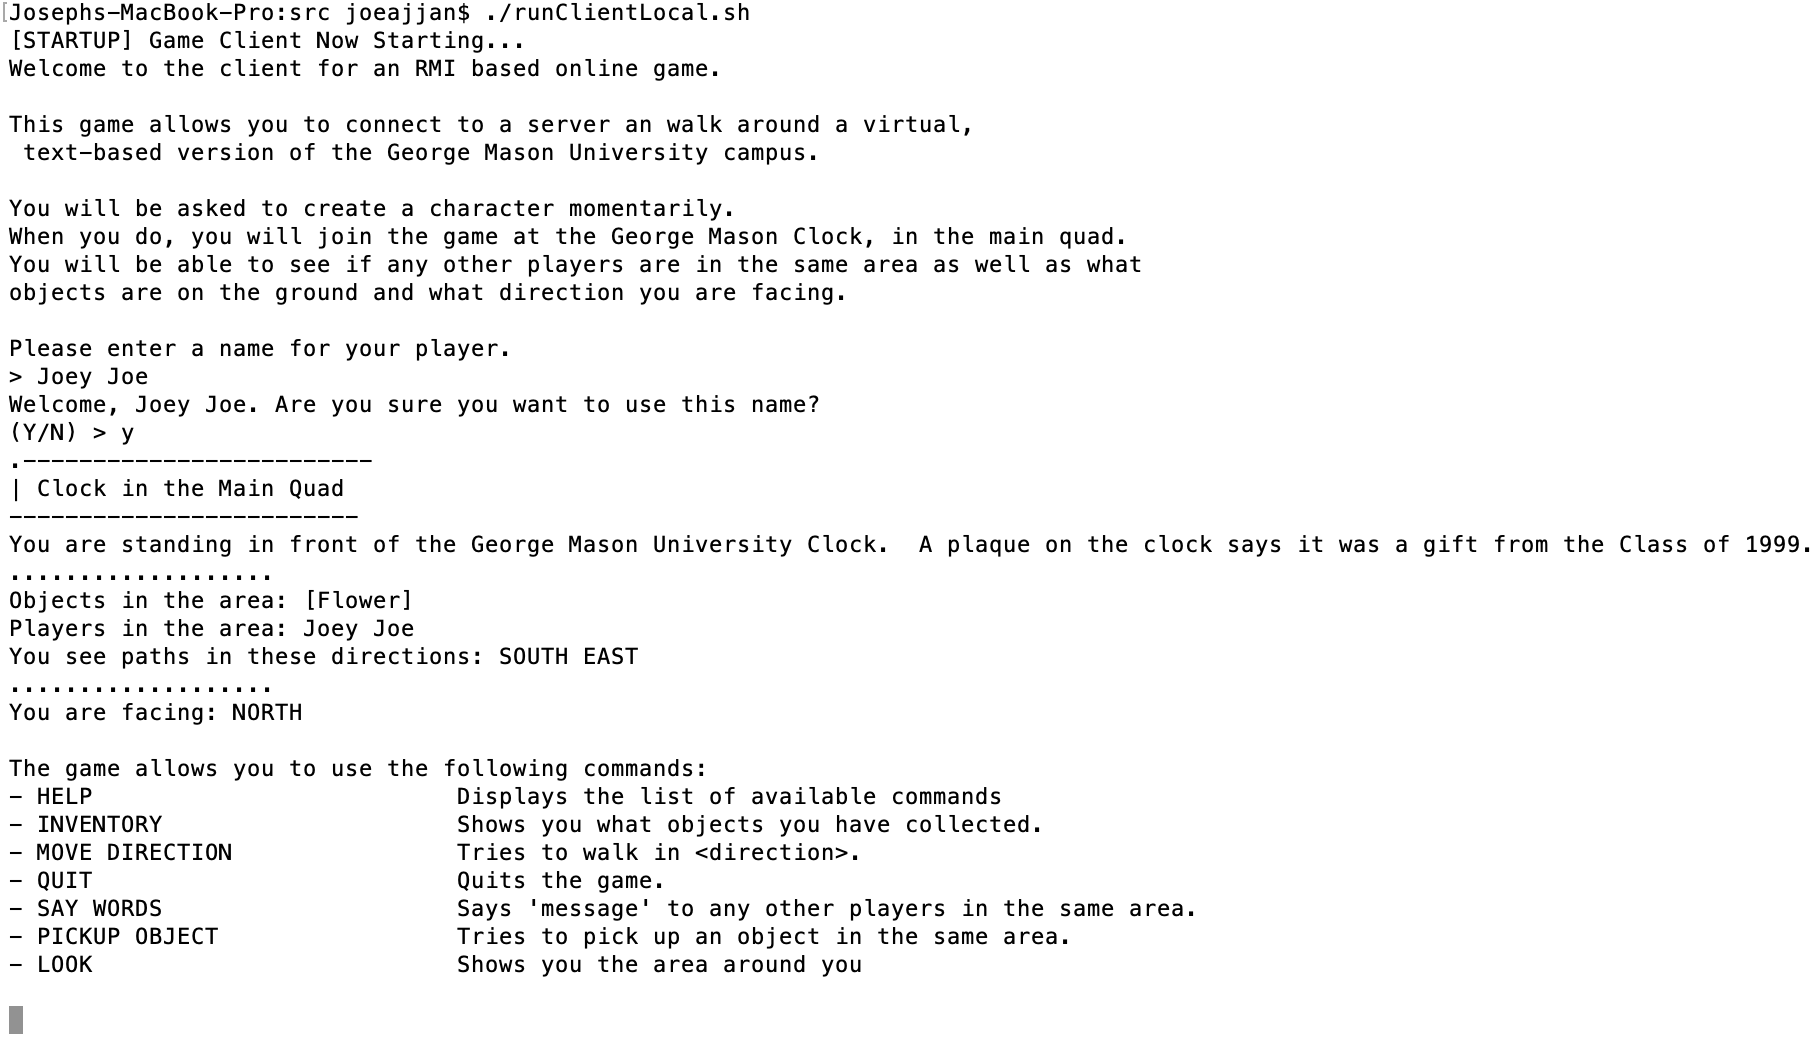 [Josephs-MacBook-Pro:src joeajjan$ ./runClientLocal.sh
[STARTUP] Game Client Now Starting...
Welcome to the client for an RMI based online game.

This game allows you to connect to a server an walk around a virtual,
 text-based version of the George Mason University campus.

You will be asked to create a character momentarily.
When you do, you will join the game at the George Mason Clock, in the main quad.
You will be able to see if any other players are in the same area as well as what
objects are on the ground and what direction you are facing.

Please enter a name for your player.
> Joey Joe
Welcome, Joey Joe. Are you sure you want to use this name?
(Y/N) > y
.-------------------------
| Clock in the Main Quad
-------------------------
You are standing in front of the George Mason University Clock.  A plaque on the clock says it was a gift from the Class of 1999.
...................
Objects in the area: [Flower]
Players in the area: Joey Joe
You see paths in these directions: SOUTH EAST
...................
You are facing: NORTH

The game allows you to use the following commands:
- HELP                          Displays the list of available commands
- INVENTORY                     Shows you what objects you have collected.
- MOVE DIRECTION                Tries to walk in <direction>.
- QUIT                          Quits the game.
- SAY WORDS                     Says 'message' to any other players in the same area.
- PICKUP OBJECT                 Tries to pick up an object in the same area.
- LOOK                          Shows you the area around you